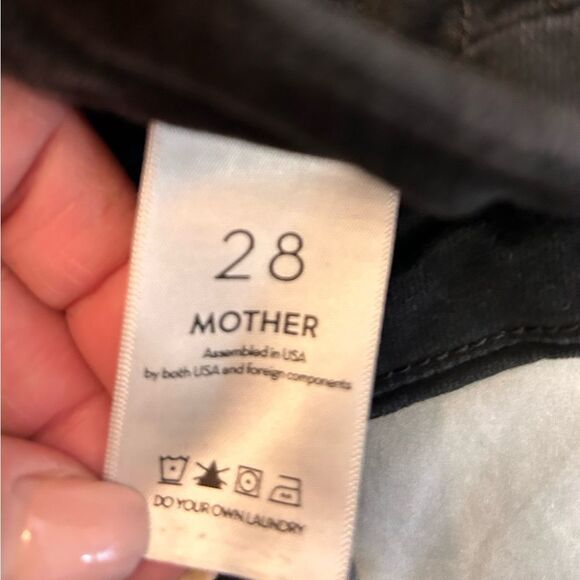 28
MOTHER
Assembled in USA
by both USA and foreign components
DO YOUR OWN LAUNDRY